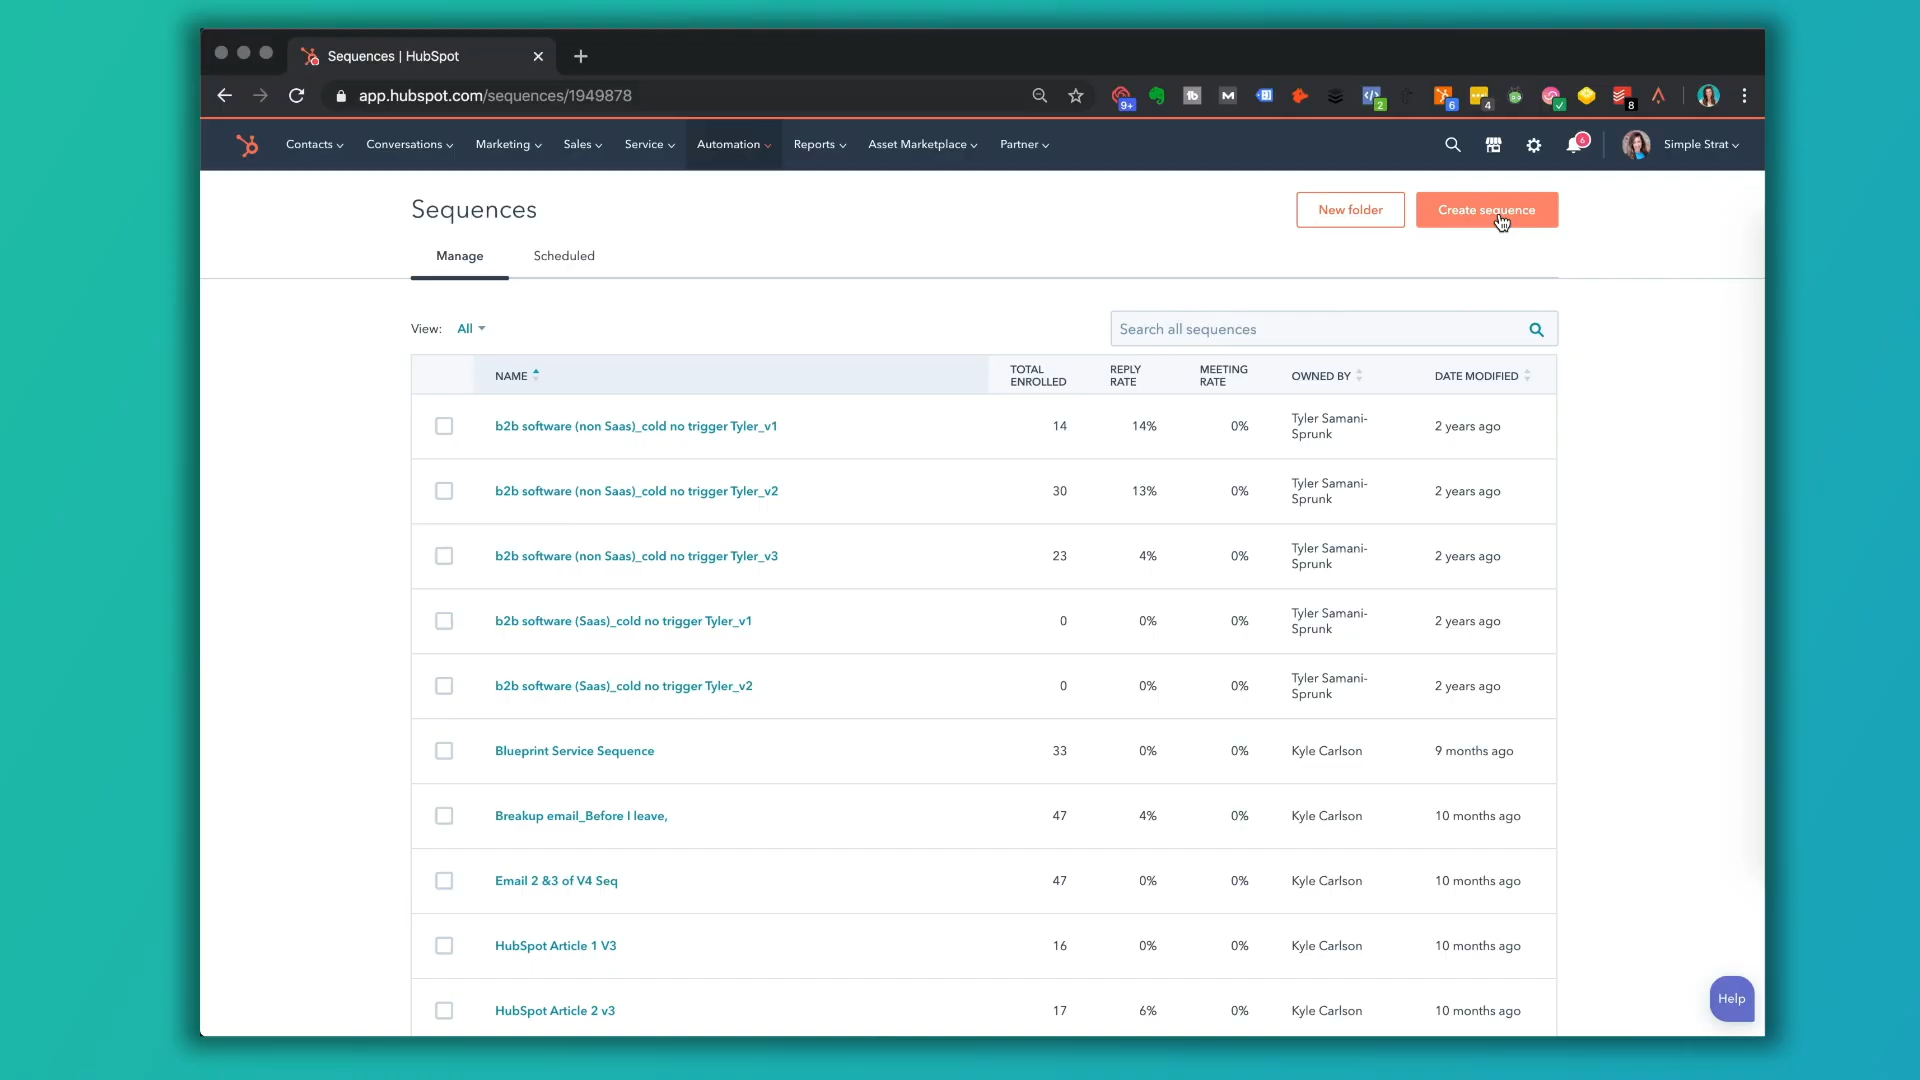 Sequences | HubSpot
app.hubspot.com/sequences/1949878
9+
2
6
4
8
Contacts
Conversations
Marketing
Sales
Service
Automation
Reports
Asset Marketplace
Partner
6
Simple Strat
Sequences
New folder
Create sequence
Manage
Scheduled
View: All
Search all sequences
NAME
TOTAL ENROLLED
REPLY RATE
MEETING RATE
OWNED BY
DATE MODIFIED
b2b software (non Saas)_cold no trigger Tyler_v1 14 14% 0% Tyler Samani-Sprunk 2 years ago
b2b software (non Saas)_cold no trigger Tyler_v2 30 13% 0% Tyler Samani-Sprunk 2 years ago
b2b software (non Saas)_cold no trigger Tyler_v3 23 4% 0% Tyler Samani-Sprunk 2 years ago
b2b software (Saas)_cold no trigger Tyler_v1 0 0% 0% Tyler Samani-Sprunk 2 years ago
b2b software (Saas)_cold no trigger Tyler_v2 0 0% 0% Tyler Samani-Sprunk 2 years ago
Blueprint Service Sequence 33 0% 0% Kyle Carlson 9 months ago
Breakup email_Before I leave, 47 4% 0% Kyle Carlson 10 months ago
Email 2 &3 of V4 Seq 47 0% 0% Kyle Carlson 10 months ago
HubSpot Article 1 V3 16 0% 0% Kyle Carlson 10 months ago
HubSpot Article 2 v3 17 6% 0% Kyle Carlson 10 months ago
Help